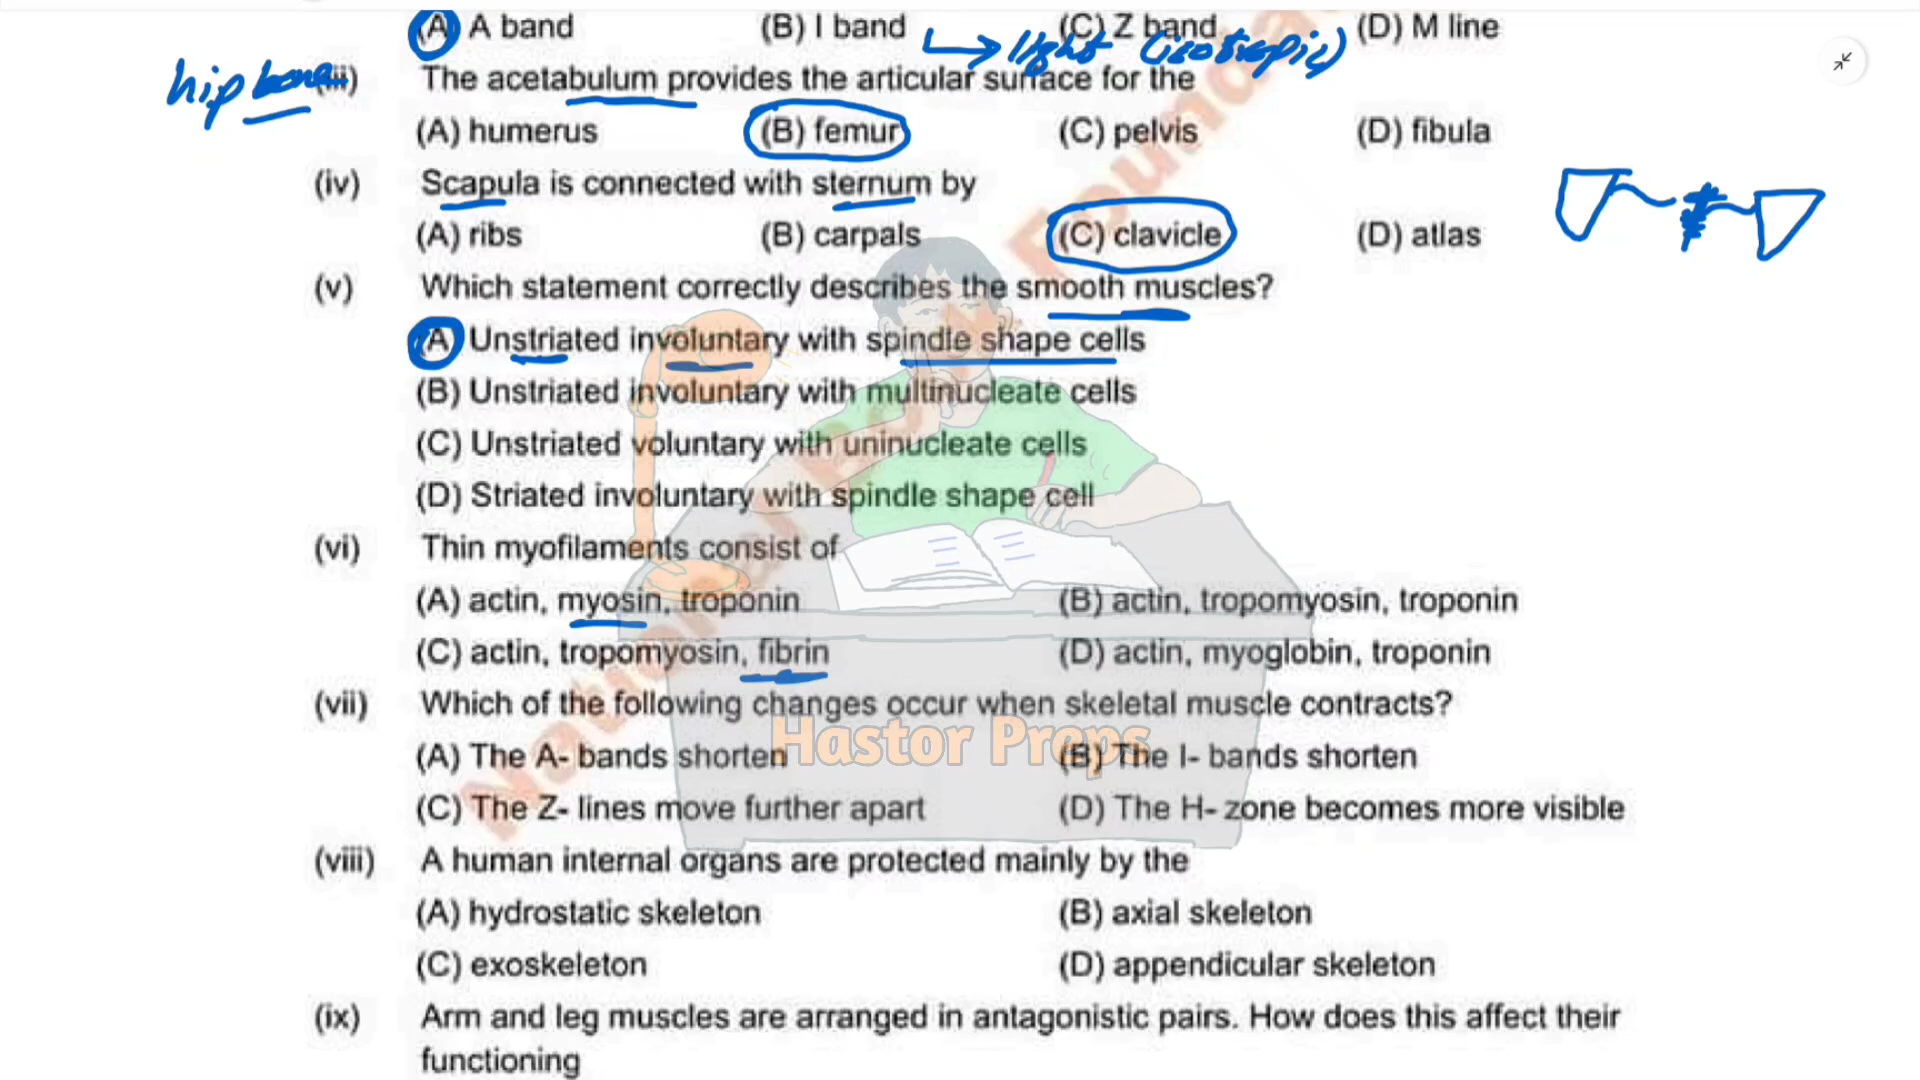 (A) A band (B) I band (C) Z band (D) M line
light (isotropic)
hip bone
(iii) The acetabulum provides the articular surface for the
(A) humerus (B) femur (C) pelvis (D) fibula
(iv) Scapula is connected with sternum by
(A) ribs (B) carpals (C) clavicle (D) atlas
(v) Which statement correctly describes the smooth muscles?
(A) Unstriated involuntary with spindle shape cells
(B) Unstriated involuntary with multinucleate cells
(C) Unstriated voluntary with uninucleate cells
(D) Striated involuntary with spindle shape cell
(vi) Thin myofilaments consist of
(A) actin, myosin, troponin (B) actin, tropomyosin, troponin
(C) actin, tropomyosin, fibrin (D) actin, myoglobin, troponin
(vii) Which of the following changes occur when skeletal muscle contracts?
Hastor Preps
(A) The A- bands shorten (B) The I- bands shorten
(C) The Z- lines move further apart (D) The H- zone becomes more visible
(viii) A human internal organs are protected mainly by the
(A) hydrostatic skeleton (B) axial skeleton
(C) exoskeleton (D) appendicular skeleton
(ix) Arm and leg muscles are arranged in antagonistic pairs. How does this affect their
functioning